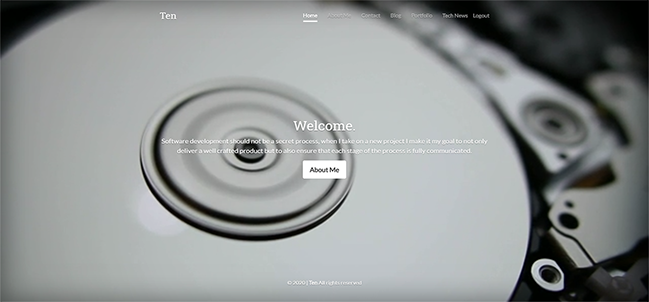 Ten
Home About Me Contact Blog Portfolio Tech News Logout
Welcome.
Software development should not be a secret process, when I take on a new project I make it my goal to not only
deliver a well crafted product but to also ensure that each stage of the process is fully communicated.
About Me
© 2020 | Ten All rights reserved